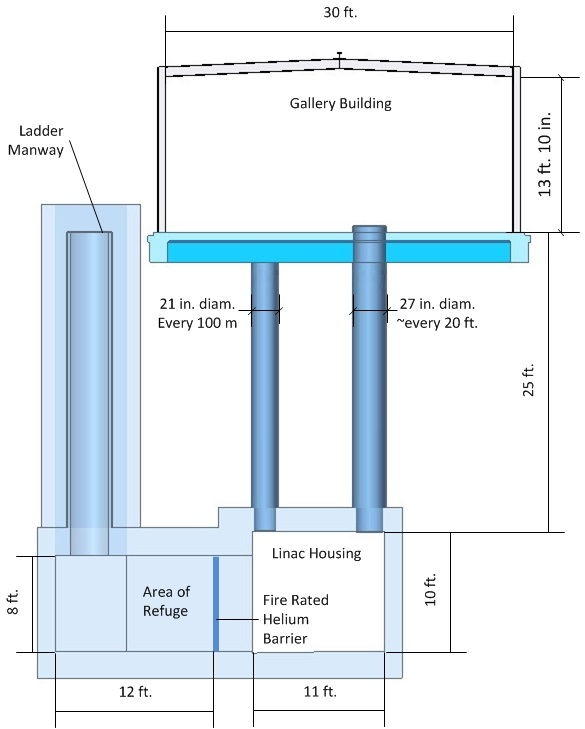 30 ft.
Gallery Building
Ladder
Manway
13 ft. 10 in.
21 in. diam.
Every 100 m
27 in. diam.
~every 20 ft.
25 ft.
Linac Housing
Area of
Refuge
Fire Rated
Helium
Barrier
8 ft.
10 ft.
12 ft.
11 ft.